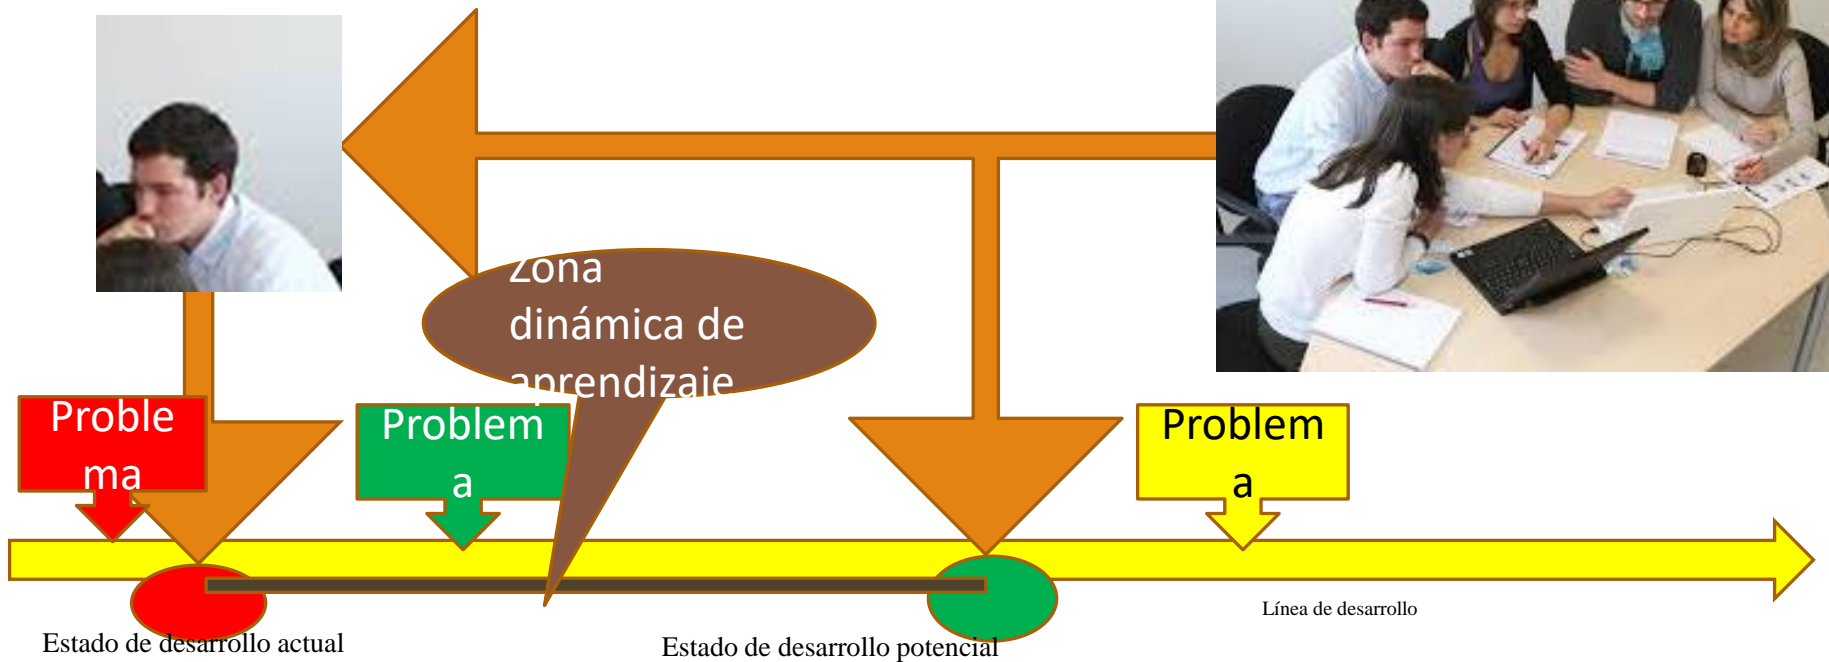 Zona
dinámica de
aprendizaje
Proble
ma
Problem
a
Problem
a
Línea de desarrollo
Estado de desarrollo actual
Estado de desarrollo potencial